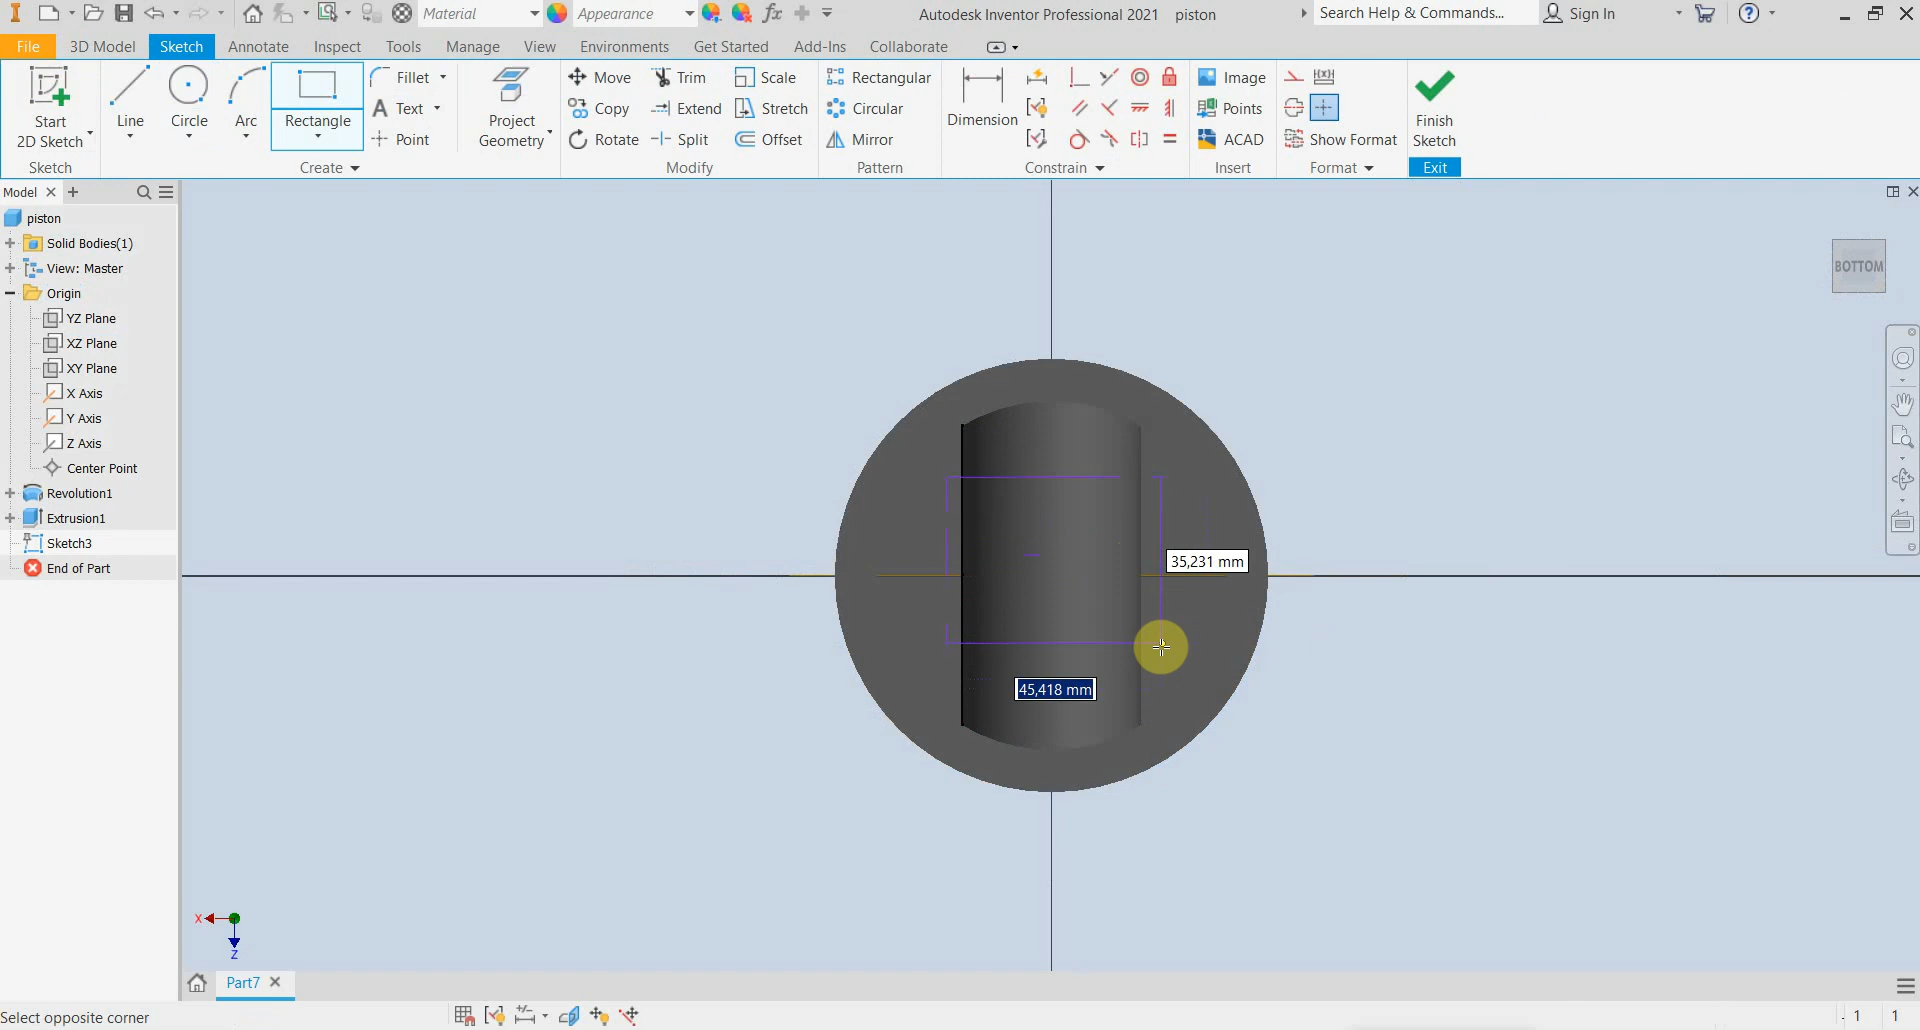 Material
Appearance
Autodesk Inventor Professional 2021 piston
Search Help & Commands...
Sign In
File
3D Model
Sketch
Annotate
Inspect
Tools
Manage
View
Environments
Get Started
Add-Ins
Collaborate
Start
2D Sketch
Line
Circle
Arc
Rectangle
Fillet
Text
Point
Project
Geometry
Move
Copy
Rotate
Trim
Extend
Split
Scale
Stretch
Offset
Rectangular
Circular
Mirror
Dimension
Image
Points
ACAD
Show Format
Finish
Sketch
Sketch
Create
Modify
Pattern
Constrain
Insert
Format
Exit
Model
piston
Solid Bodies(1)
View: Master
Origin
YZ Plane
XZ Plane
XY Plane
X Axis
Y Axis
Z Axis
Center Point
Revolution1
Extrusion1
Sketch3
End of Part
BOTTOM
35,231 mm
45,418 mm
X
Z
Part7
Select opposite corner
1 1